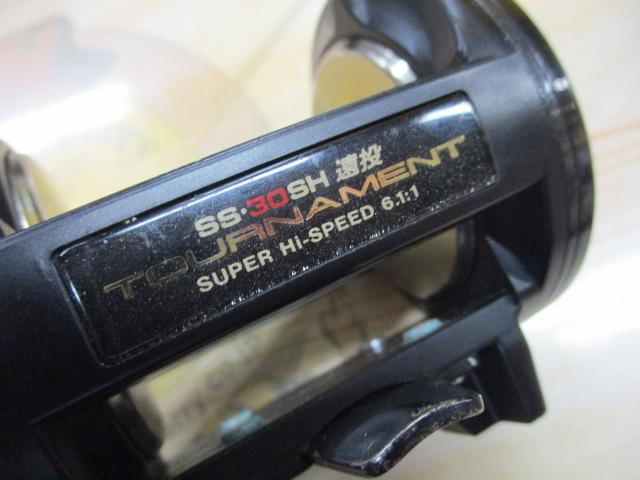 SS·30SH 遠投
TOURNAMENT
SUPER HI-SPEED 6.1:1